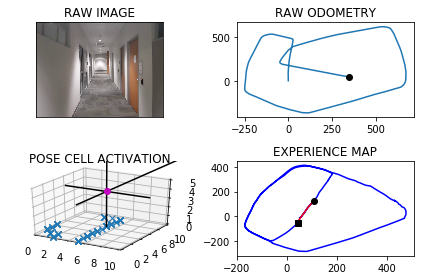 RAW IMAGE
RAW ODOMETRY
500
0
-250 0 250 500
POSE CELL ACTIVATION
5
4
3
2
1
0
0 2 4 6 8 10
0 2 4 6 8 10
EXPERIENCE MAP
400
200
0
-200
-200 0 200 400